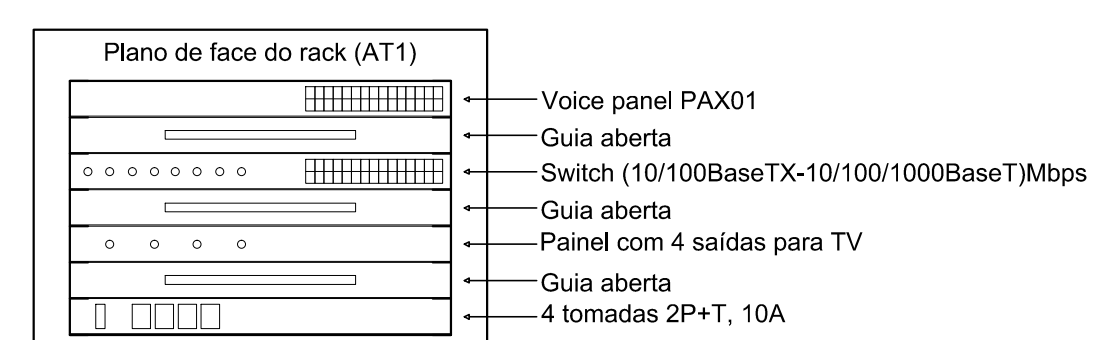 Plano de face do rack (AT1)
Voice panel PAX01
Guia aberta
Switch (10/100BaseTX-10/100/1000BaseT)Mbps
Guia aberta
Painel com 4 saídas para TV
Guia aberta
4 tomadas 2P+T, 10A